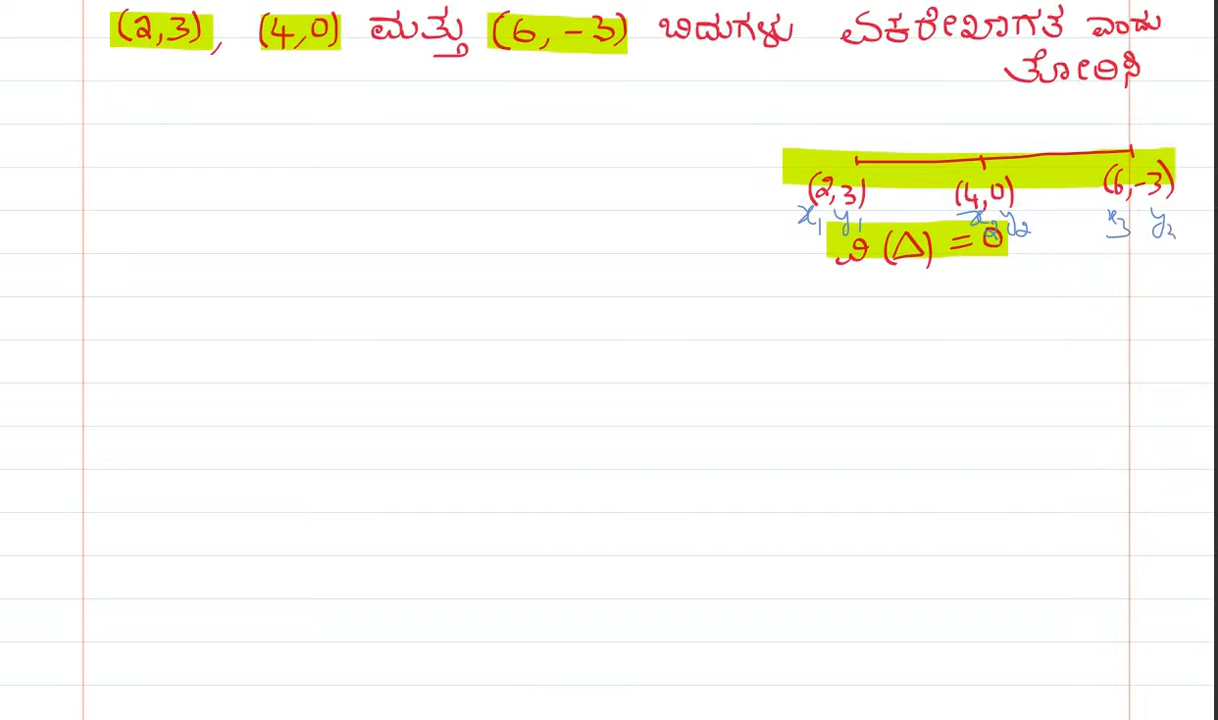 (2,3), (4,0) ಮತ್ತು (6,-3) ಬಿದುಗಳು ಏಕರೇಖಾಗತ ಎಂದು
ತೋರಿಸಿ
(2,3) (4,0) (6,-3)
x₁ y₁ x₂ y₂ x₃ y₃
ವಿ (Δ) = 0